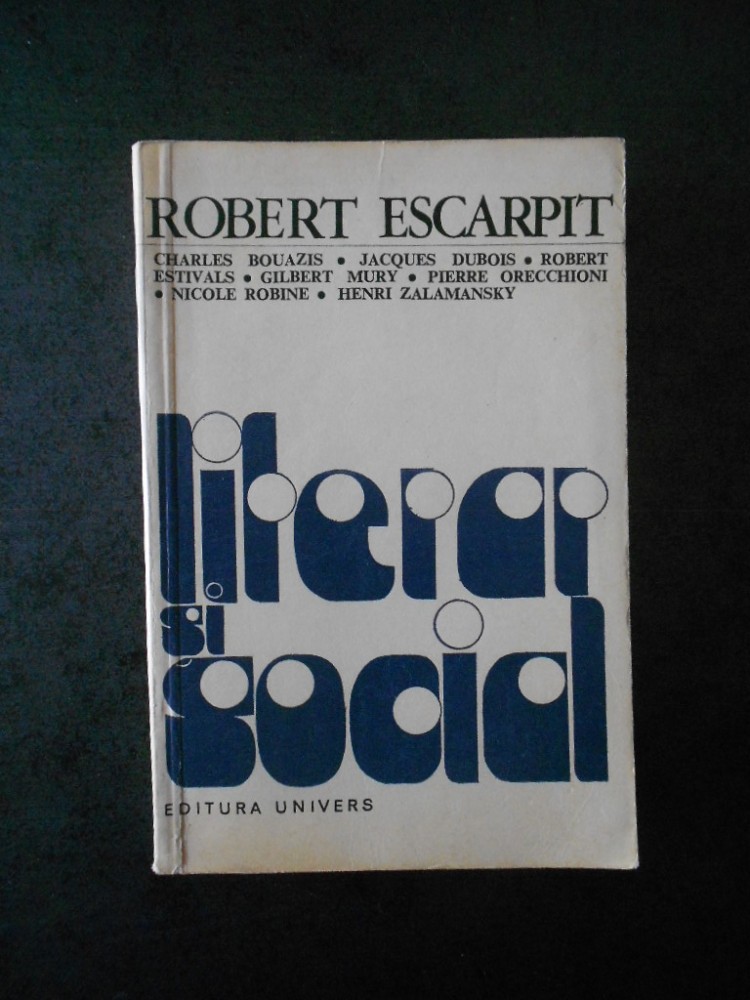 ROBERT ESCARPIT
CHARLES BOUAZIS • JACQUES DUBOIS • ROBERT
ESTIVALS • GILBERT MURY • PIERRE ORECCHIONI
• NICOLE ROBINE • HENRI ZALAMANSKY
literar
și
social
EDITURA UNIVERS